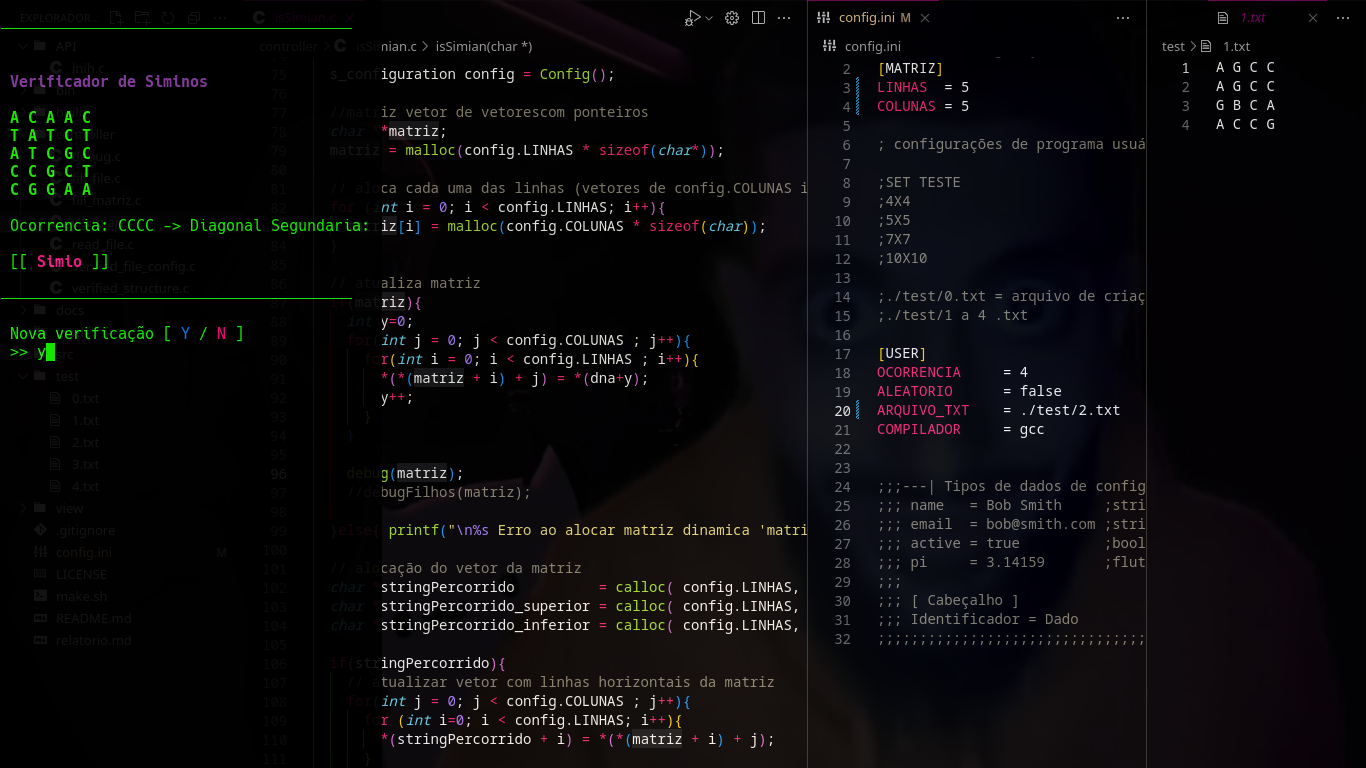 Verificador de Siminos
A C A A C
T A T C T
A T C G C
C C G C T
C G G A A
Ocorrencia: CCCC -> Diagonal Segundaria:
[[ Simio ]]
Nova verificação [ Y / N ]
>> y
EXPLORADOR...
API
docs
test
0.txt
1.txt
2.txt
3.txt
4.txt
view
.gitignore
config.ini M
LICENSE
make.sh
README.md
relatorio.md
isSimian.c
controller > C isSimian.c > isSimian(char *)
75 s_configuration config = Config();
76
77 //matriz vetor de vetorescom ponteiros
78 char **matriz;
79 matriz = malloc(config.LINHAS * sizeof(char*));
80
81 // aloca cada uma das linhas (vetores de config.COLUNAS i
for (int i = 0; i < config.LINHAS; i++){
matriz[i] = malloc(config.COLUNAS * sizeof(char));
84 }
85
// atualiza matriz
if(matriz){
int y=0;
for(int j = 0; j < config.COLUNAS ; j++){
90 for(int i = 0; i < config.LINHAS ; i++){
91 *(*(matriz + i) + j) = *(dna+y);
92 y++;
93 }
94 }
95
96 debug(matriz);
97 //debugFilhos(matriz);
99 }else{ printf("\n%s Erro ao alocar matriz dinamica 'matri
100
101 // alocação do vetor da matriz
102 char *stringPercorrido = calloc( config.LINHAS,
103 char *stringPercorrido_superior = calloc( config.LINHAS,
104 char *stringPercorrido_inferior = calloc( config.LINHAS,
105
106 if(stringPercorrido){
107 // atualizar vetor com linhas horizontais da matriz
108 for(int j = 0; j < config.COLUNAS ; j++){
109 for (int i=0; i < config.LINHAS; i++){
110 *(stringPercorrido + i) = *(*(matriz + i) + j);
111 }
config.ini M
config.ini
2 [MATRIZ]
3 LINHAS = 5
4 COLUNAS = 5
5
6 ; configurações de programa usuá
7
8 ;SET TESTE
9 ;4X4
10 ;5X5
11 ;7X7
12 ;10X10
13
14 ;./test/0.txt = arquivo de criaç
15 ;./test/1 a 4 .txt
16
17 [USER]
18 OCORRENCIA = 4
19 ALEATORIO = false
20 ARQUIVO_TXT = ./test/2.txt
21 COMPILADOR = gcc
22
23
24 ;;;---| Tipos de dados de config
25 ;;; name = Bob Smith ;stri
26 ;;; email = bob@smith.com ;stri
27 ;;; active = true ;bool
28 ;;; pi = 3.14159 ;flut
29 ;;;
30 ;;; [ Cabeçalho ]
31 ;;; Identificador = Dado
32 ;;;;;;;;;;;;;;;;;;;;;;;;;;;;;;;;
1.txt
test > 1.txt
1 A G C C
2 A G C C
3 G B C A
4 A C C G